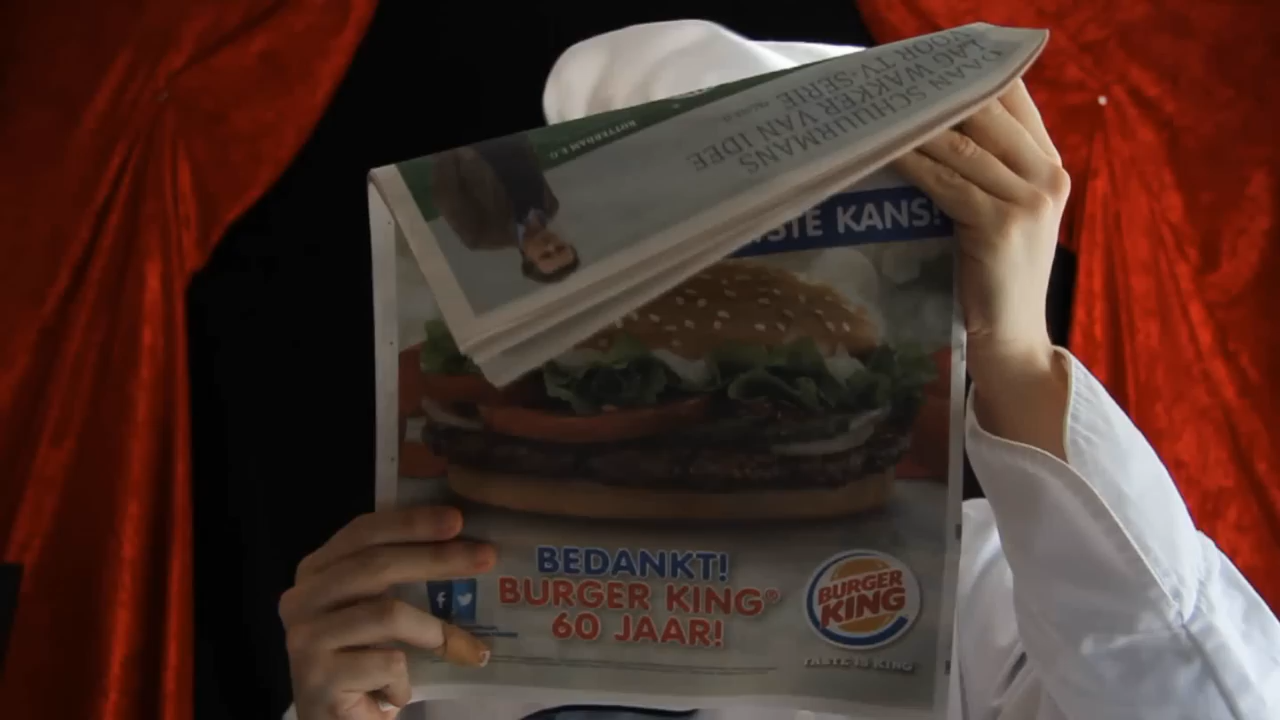 DAAN SCHUURMANS
LAG WAKKER VAN IDEE
VOOR TV-SERIE
ROTTERDAM
KANS!
BEDANKT!
BURGER KING®
60 JAAR!
BURGER
KING
TASTE IS KING